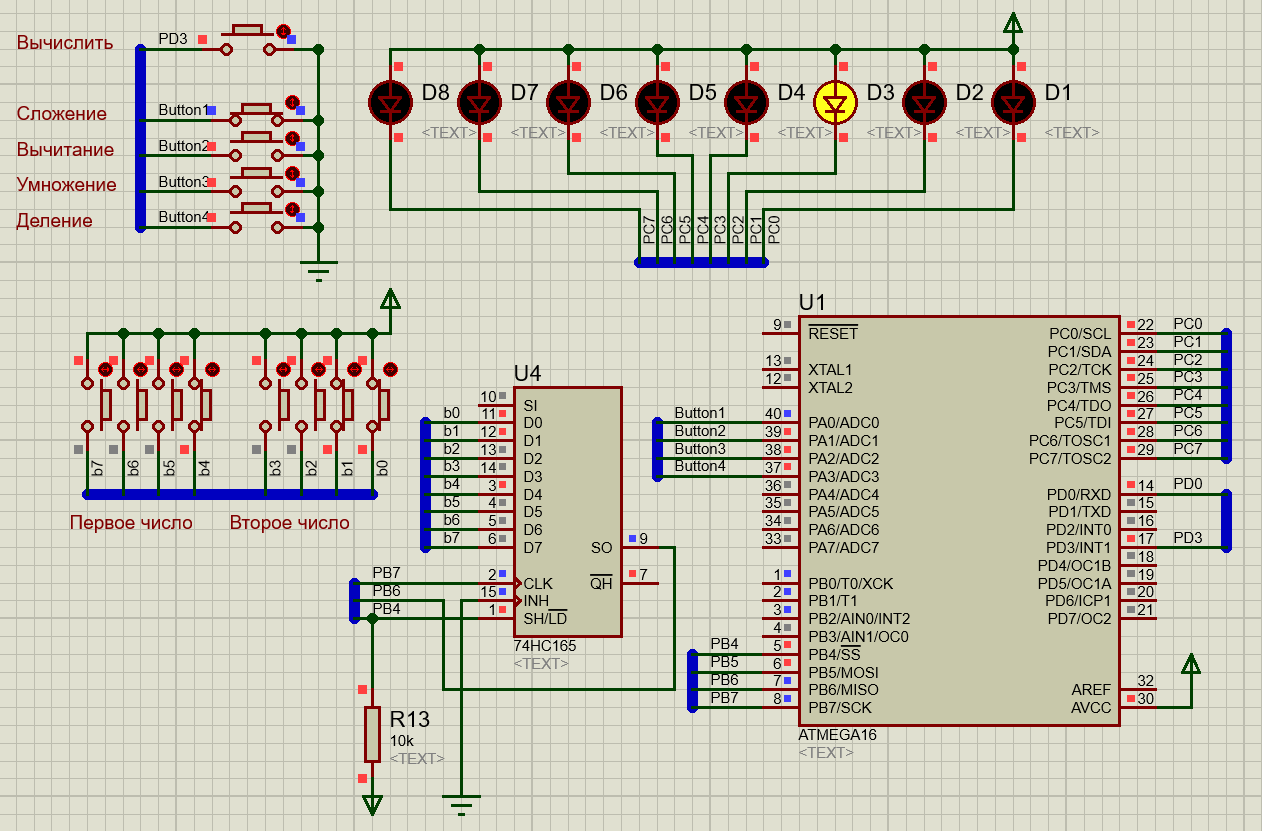 Вычислить
PD3
Сложение
Button1
Вычитание
Button2
Умножение
Button3
Деление
Button4
D8
D7
D6
D5
D4
D3
D2
D1
<TEXT>
<TEXT>
<TEXT>
<TEXT>
<TEXT>
<TEXT>
<TEXT>
<TEXT>
PC7
PC6
PC5
PC4
PC3
PC2
PC1
PC0
b7
b6
b5
b4
b3
b2
b1
b0
Первое число
Второе число
U4
10 SI
b0 11 D0
b1 12 D1
b2 13 D2
b3 14 D3
b4 3 D4
b5 4 D5
b6 5 D6
b7 6 D7
SO 9
QH 7
PB7 2 CLK
PB6 15 INH
PB4 1 SH/LD
74HC165
<TEXT>
R13
10k
<TEXT>
U1
9 RESET
13 XTAL1
12 XTAL2
Button1 40 PA0/ADC0
Button2 39 PA1/ADC1
Button3 38 PA2/ADC2
Button4 37 PA3/ADC3
36 PA4/ADC4
35 PA5/ADC5
34 PA6/ADC6
33 PA7/ADC7
1 PB0/T0/XCK
2 PB1/T1
3 PB2/AIN0/INT2
4 PB3/AIN1/OC0
PB4 5 PB4/SS
PB5 6 PB5/MOSI
PB6 7 PB6/MISO
PB7 8 PB7/SCK
PC0/SCL 22 PC0
PC1/SDA 23 PC1
PC2/TCK 24 PC2
PC3/TMS 25 PC3
PC4/TDO 26 PC4
PC5/TDI 27 PC5
PC6/TOSC1 28 PC6
PC7/TOSC2 29 PC7
PD0/RXD 14 PD0
PD1/TXD 15
PD2/INT0 16
PD3/INT1 17 PD3
PD4/OC1B 18
PD5/OC1A 19
PD6/ICP1 20
PD7/OC2 21
AREF 32
AVCC 30
ATMEGA16
<TEXT>